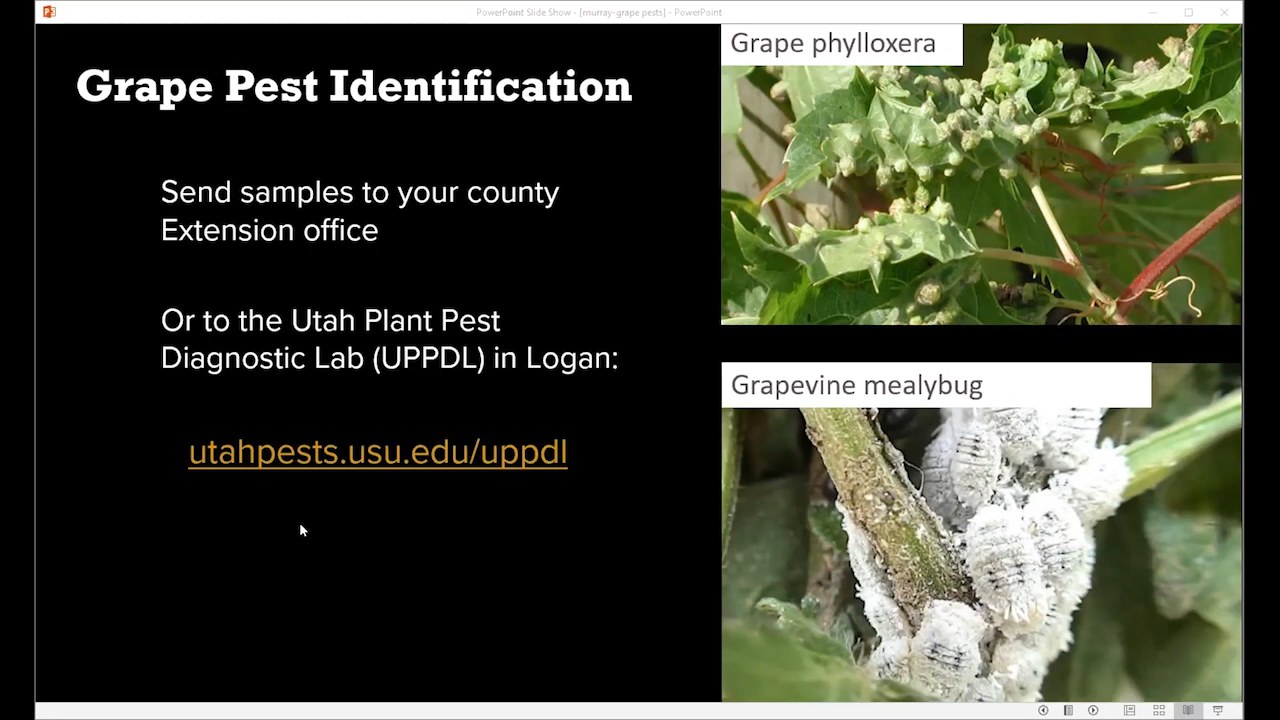 PowerPoint Slide Show - [murray-grape pests] - PowerPoint
Grape Pest Identification
Send samples to your county
Extension office
Or to the Utah Plant Pest
Diagnostic Lab (UPPDL) in Logan:
utahpests.usu.edu/uppdl
Grape phylloxera
Grapevine mealybug